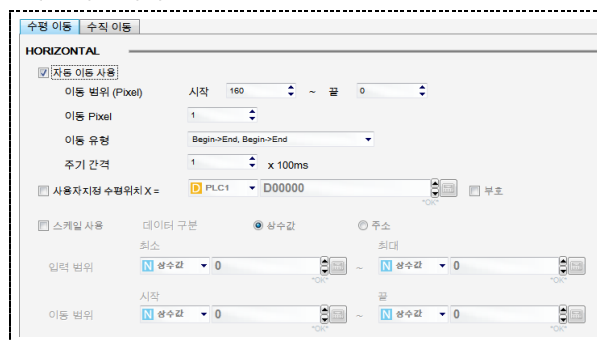 수평 이동 수직 이동
HORIZONTAL
자동 이동 사용
이동 범위 (Pixel) 시작 160 ~ 끝 0
이동 Pixel 1
이동 유형 Begin->End, Begin->End
주기 간격 1 x 100ms
사용자지정 수평위치 X = D PLC1 D00000 부호
"OK"
스케일 사용 데이터 구분 상수값 주소
최소 최대
입력 범위 N 상수값 0 ~ N 상수값 0
"OK" "OK"
시작 끝
이동 범위 N 상수값 0 ~ N 상수값 0
"OK" "OK"